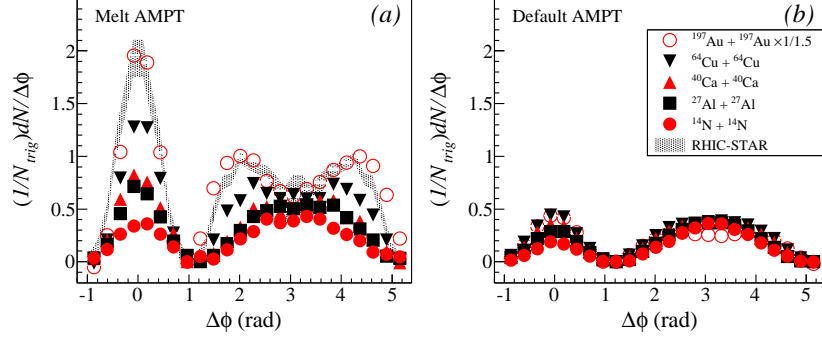 Melt AMPT
(a)
(1/N_trig)dN/Δϕ
2
1.5
1
0.5
0
-1 0 1 2 3 4 5
Δϕ (rad)
Default AMPT
(b)
¹⁹⁷Au + ¹⁹⁷Au ×1/1.5
⁶⁴Cu + ⁶⁴Cu
⁴⁰Ca + ⁴⁰Ca
²⁷Al + ²⁷Al
¹⁴N + ¹⁴N
RHIC-STAR
(1/N_trig)dN/Δϕ
2
1.5
1
0.5
0
-1 0 1 2 3 4 5
Δϕ (rad)